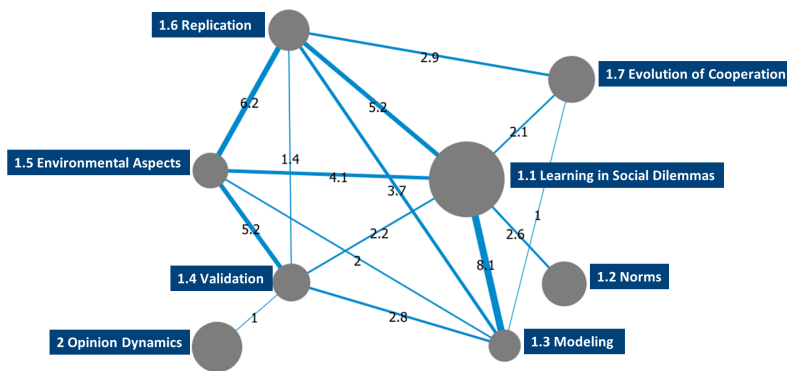 1.6 Replication
2.9
1.7 Evolution of Cooperation
6.2
5.2
2.1
1.5 Environmental Aspects
1.4
4.1
3.7
1.1 Learning in Social Dilemmas
1
5.2
2.2
2.6
2
8.1
1.4 Validation
1.2 Norms
1
2.8
2 Opinion Dynamics
1.3 Modeling